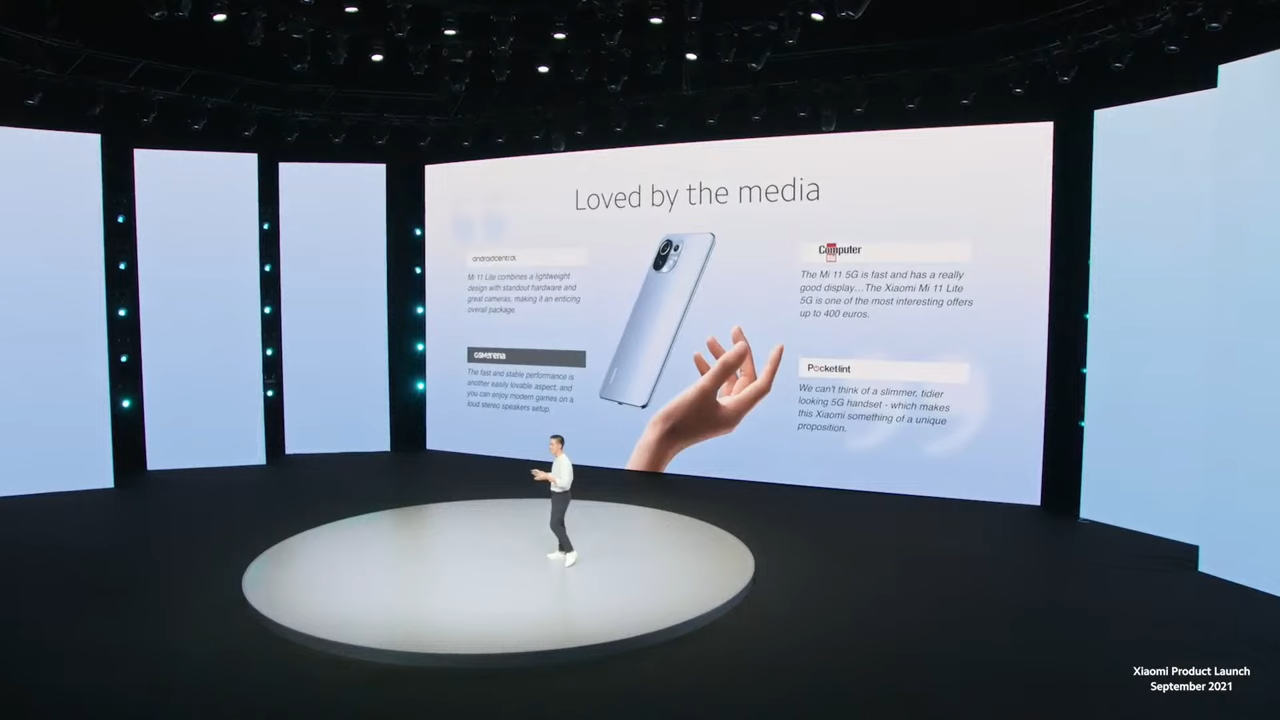 Loved by the media
androidcentral
Mi 11 Lite combines a lightweight
design with standout hardware and
great cameras, making it an enticing
overall package.
GSMArena
The fast and stable performance is
another easily lovable aspect, and
you can enjoy modern games on a
loud stereo speakers setup.
Computer
The Mi 11 5G is fast and has a really
good display…The Xiaomi Mi 11 Lite
5G is one of the most interesting offers
up to 400 euros.
Pocketlint
We can't think of a slimmer, tidier
looking 5G handset - which makes
this Xiaomi something of a unique
proposition.
Xiaomi Product Launch
September 2021